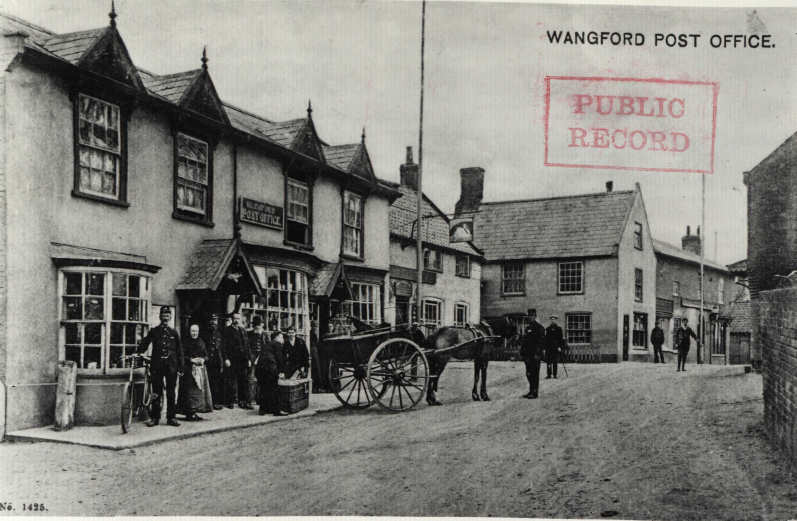 WANGFORD POST OFFICE.
PUBLIC
RECORD
POST OFFICE
No. 1425.